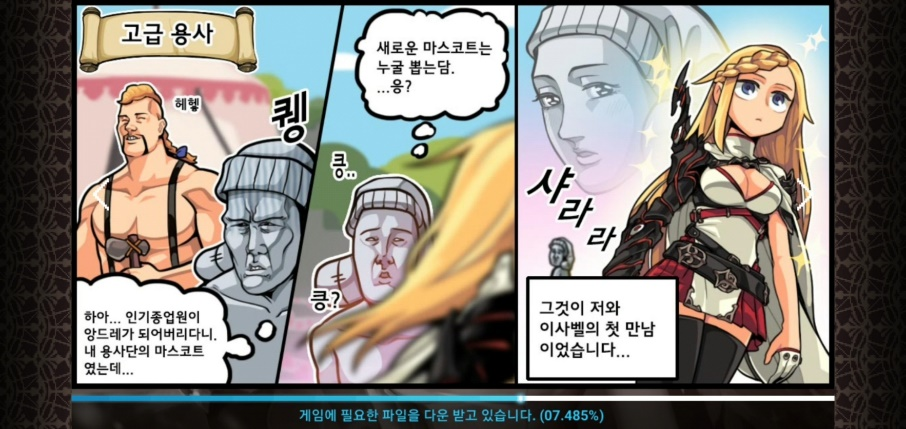 고급 용사
헤헿
퀭
하아... 인기종업원이
앙드레가 되어버리다니.
내 용사단의 마스코트
였는데...
새로운 마스코트는
누굴 뽑는담.
...응?
킁..
킁?
샤
라
라
그것이 저와
이사벨의 첫 만남
이었습니다...
게임에 필요한 파일을 다운 받고 있습니다. (07.485%)